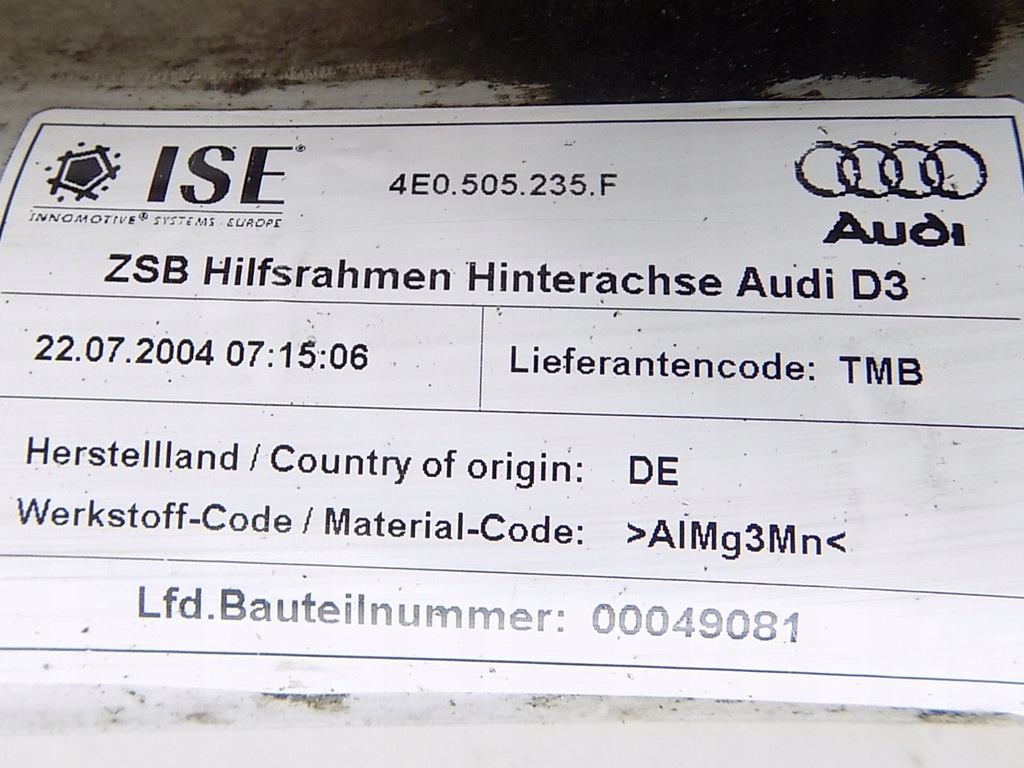 ISE®
INNOMOTIVE® SYSTEMS EUROPE
4E0.505.235.F
Audi
ZSB Hilfsrahmen Hinterachse Audi D3
22.07.2004 07:15:06
Lieferantencode: TMB
Herstellland / Country of origin: DE
Werkstoff-Code / Material-Code: >AlMg3Mn<
Lfd.Bauteilnummer: 00049081